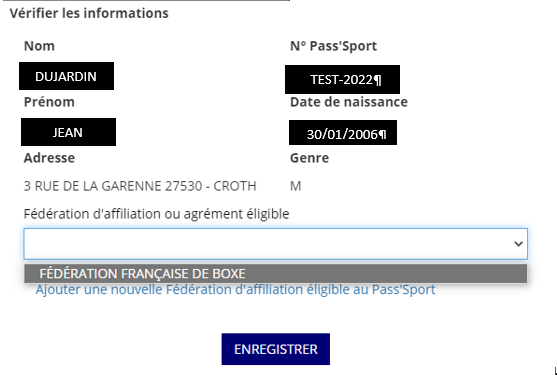 Vérifier les informations
Nom
N° Pass'Sport
DUJARDIN
TEST-2022¶
Prénom
Date de naissance
JEAN
30/01/2006¶
Adresse
Genre
3 RUE DE LA GARENNE 27530 - CROTH
M
Fédération d'affiliation ou agrément éligible
FÉDÉRATION FRANÇAISE DE BOXE
Ajouter une nouvelle Fédération d'affiliation éligible au Pass'Sport
ENREGISTRER